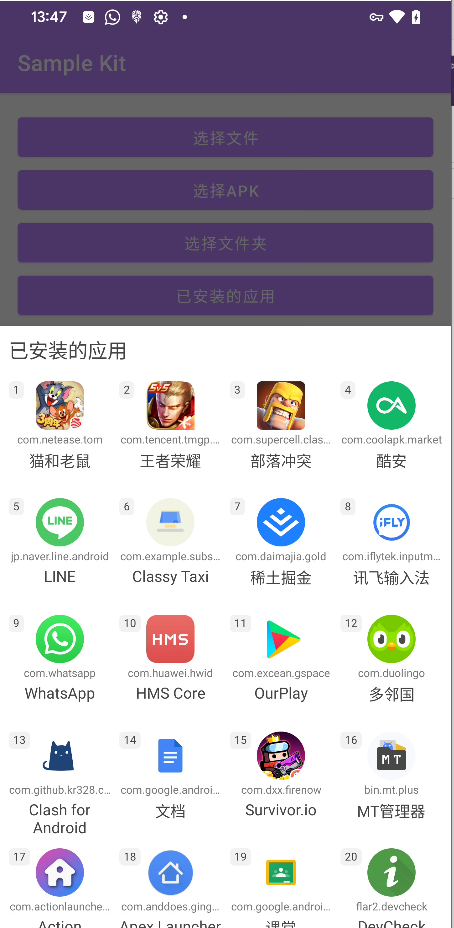 13:47
Sample Kit
选择文件
选择APK
选择文件夹
已安装的应用
已安装的应用
1 2 3 4
com.netease.tom com.tencent.tmgp.... com.supercell.clas... com.coolapk.market
猫和老鼠 王者荣耀 部落冲突 酷安
5 LINE 6 7 8 iFLY
jp.naver.line.android com.example.subs... com.daimajia.gold com.iflytek.inputm...
LINE Classy Taxi 稀土掘金 讯飞输入法
9 10 HMS 11 12
com.whatsapp com.huawei.hwid com.excean.gspace com.duolingo
WhatsApp HMS Core OurPlay 多邻国
13 14 15 16 MT
com.github.kr328.c... com.google.androi... com.dxx.firenow bin.mt.plus
Clash for Android 文档 Survivor.io MT管理器
17 18 19 20
com.actionlaunche... com.anddoes.ging... com.google.androi... flar2.devcheck
Action Apex Launcher 课堂 DevCheck